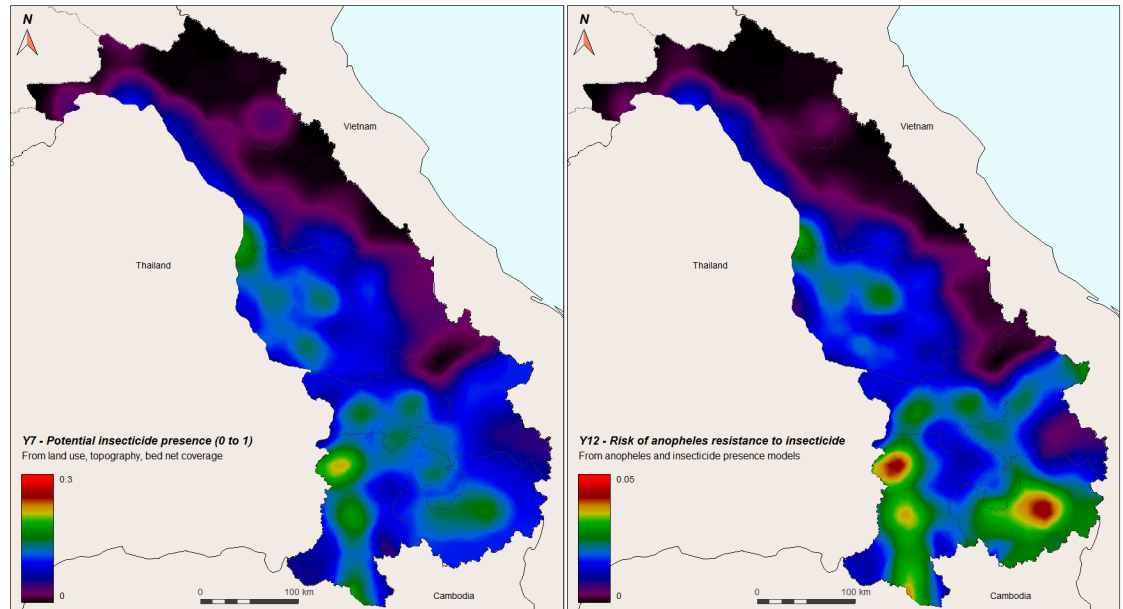 N
Vietnam
Thailand
Y7 - Potential insecticide presence (0 to 1)
From land use, topography, bed net coverage
0.3
0
0 100 km
Cambodia
N
Vietnam
Thailand
Y12 - Risk of anopheles resistance to insecticide
From anopheles and insecticide presence models
0.05
0
0 100 km
Cambodia